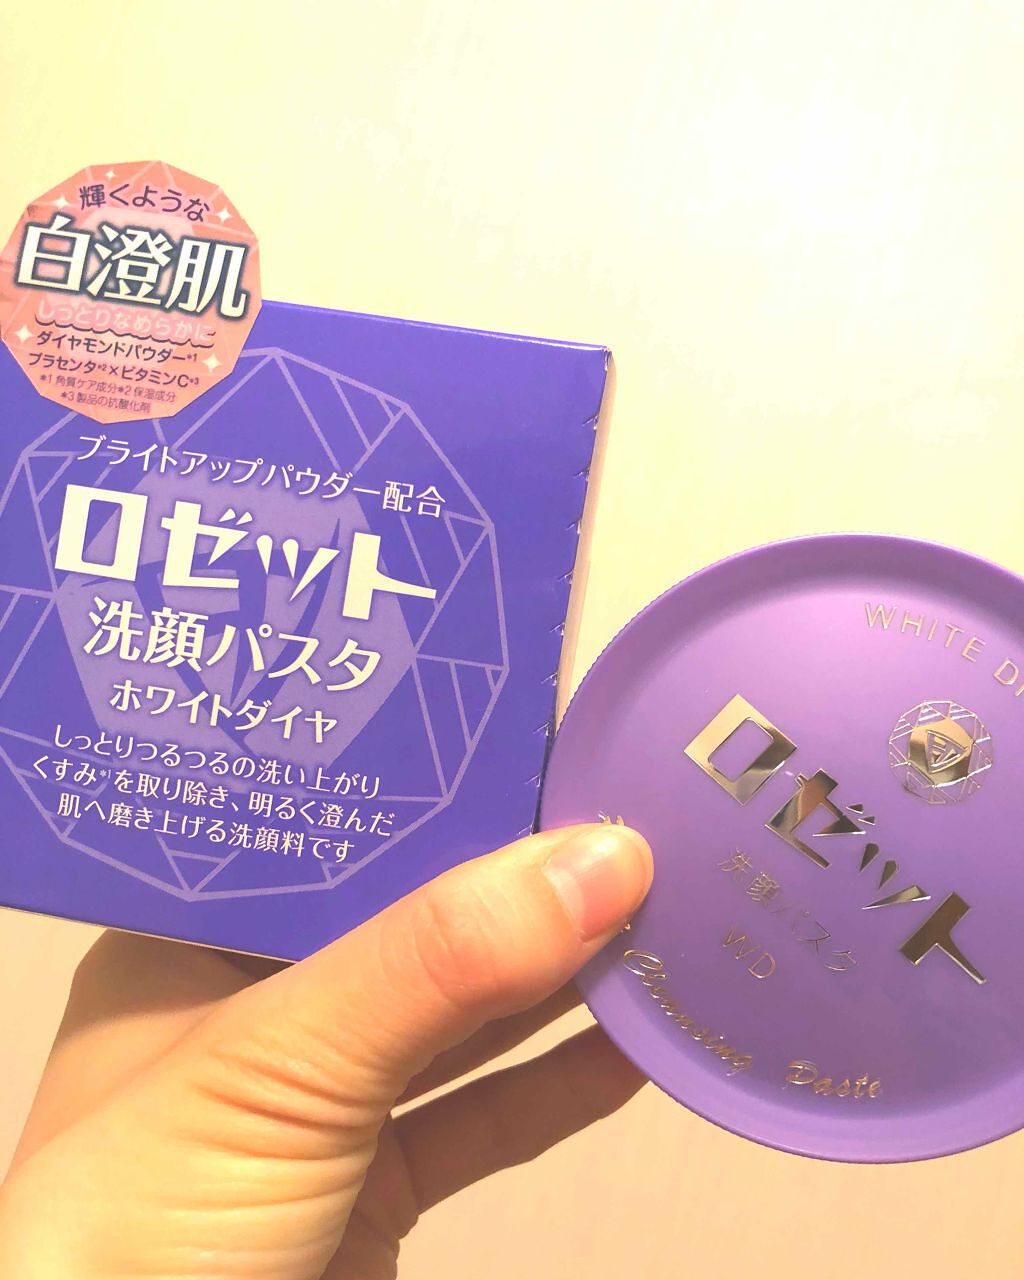 輝くような
白澄肌
しっとりなめらかに
ダイヤモンドパウダー*1
プラセンタ*2×ビタミンC*3
*1 角質ケア成分*2 保湿成分
*3 製品の抗酸化剤
ブライトアップパウダー配合
ロゼット
洗顔パスタ
ホワイトダイヤ
しっとりつるつるの洗い上がり
くすみ*1を取り除き、明るく澄んだ
肌へ磨き上げる洗顔料です
WHITE DI
ロゼット
洗顔パスタ
WD
Cleansing Paste